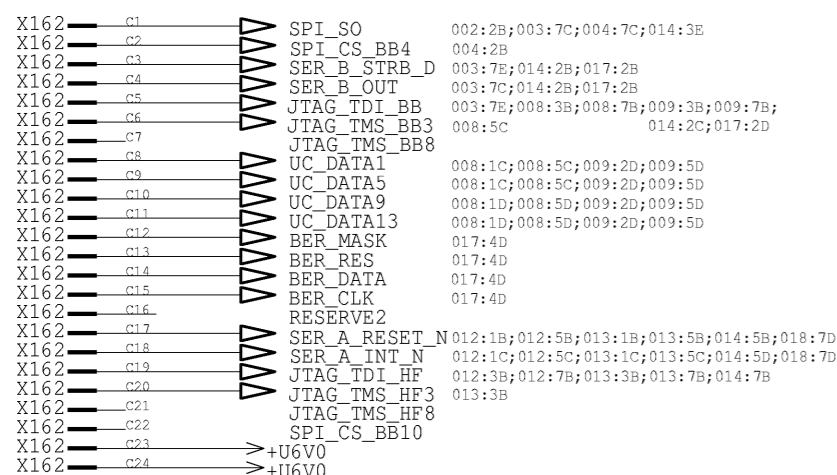 X162 C1 SPI_SO 002:2B;003:7C;004:7C;014:3E
X162 C2 SPI_CS_BB4 004:2B
X162 C3 SER_B_STRB_D 003:7E;014:2B;017:2B
X162 C4 SER_B_OUT 003:7C;014:2B;017:2B
X162 C5 JTAG_TDI_BB 003:7E;008:3B;008:7B;009:3B;009:7B;
X162 C6 JTAG_TMS_BB3 008:5C 014:2C;017:2D
X162 C7 JTAG_TMS_BB8
X162 C8 UC_DATA1 008:1C;008:5C;009:2D;009:5D
X162 C9 UC_DATA5 008:1C;008:5C;009:2D;009:5D
X162 C10 UC_DATA9 008:1D;008:5D;009:2D;009:5D
X162 C11 UC_DATA13 008:1D;008:5D;009:2D;009:5D
X162 C12 BER_MASK 017:4D
X162 C13 BER_RES 017:4D
X162 C14 BER_DATA 017:4D
X162 C15 BER_CLK 017:4D
X162 C16 RESERVE2
X162 C17 SER_A_RESET_N 012:1B;012:5B;013:1B;013:5B;014:5B;018:7D
X162 C18 SER_A_INT_N 012:1C;012:5C;013:1C;013:5C;014:5D;018:7D
X162 C19 JTAG_TDI_HF 012:3B;012:7B;013:3B;013:7B;014:7B
X162 C20 JTAG_TMS_HF3 013:3B
X162 C21 JTAG_TMS_HF8
X162 C22 SPI_CS_BB10
X162 C23 +U6V0
X162 C24 +U6V0